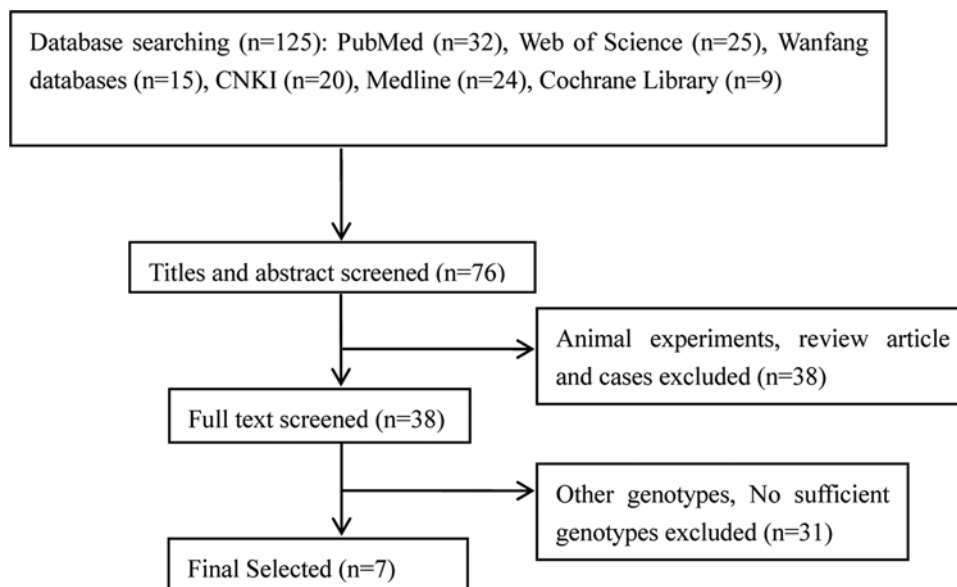 Database searching (n=125): PubMed (n=32), Web of Science (n=25), Wanfang
databases (n=15), CNKI (n=20), Medline (n=24), Cochrane Library (n=9)
Titles and abstract screened (n=76)
Animal experiments, review article
and cases excluded (n=38)
Full text screened (n=38)
Other genotypes, No sufficient
genotypes excluded (n=31)
Final Selected (n=7)